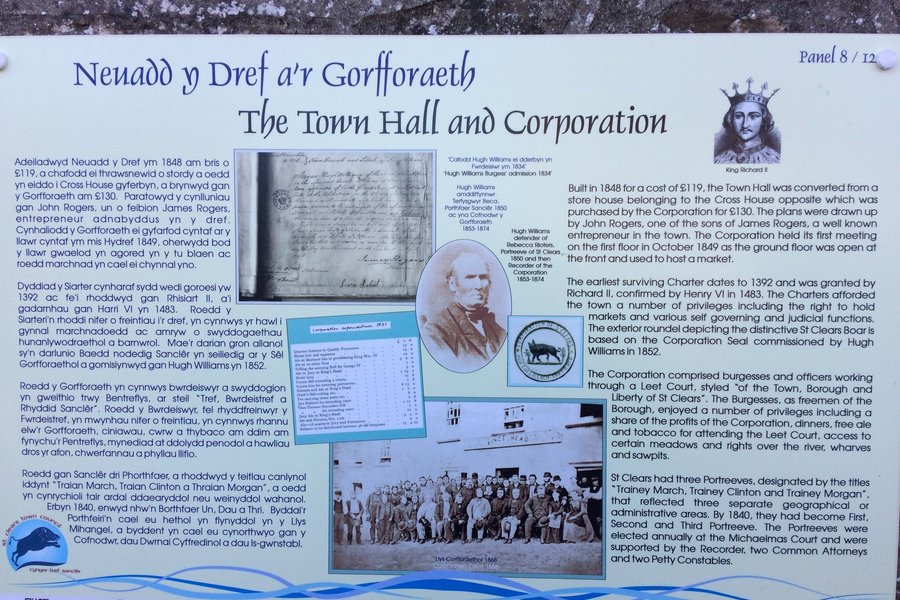 Panel 8 / 12
Neuadd y Dref a'r Gorfforaeth
The Town Hall and Corporation
King Richard II
Adeiladwyd Neuadd y Dref ym 1848 am bris o
£119, a chafodd ei thrawsnewid o stordy a oedd
yn eiddo i Cross House gyferbyn, a brynwyd gan
y Gorfforaeth am £130. Paratowyd y cynlluniau
gan John Rogers, un o feibion James Rogers,
entrepreneur adnabyddus yn y dref.
Cynhaliodd y Gorfforaeth ei gyfarfod cyntaf ar y
llawr cyntaf ym mis Hydref 1849, oherwydd bod
y llawr gwaelod yn agored yn y tu blaen ac
roedd marchnad yn cael ei chynnal yno.
Dyddiad y Siarter cynharaf sydd wedi goroesi yw
1392 ac fe'i rhoddwyd gan Rhisiart II, a'i
gadarnhau gan Harri VI yn 1483. Roedd y
Siarteri'n rhoddi nifer o freintiau i'r dref, yn cynnwys yr hawl i
gynnal marchnadoedd ac amryw o swyddogaethau
hunanlywodraethol a barnwrol. Mae'r darian gron allanol
sy'n darlunio Baedd nodedig Sanclêr yn seiliedig ar y Sêl
Gorfforaethol a gomisiynwyd gan Hugh Williams yn 1852.
Roedd y Gorfforaeth yn cynnwys bwrdeiswyr a swyddogion
yn gweithio trwy Bentreflys, ar steil "Tref, Bwrdeistref a
Rhyddid Sanclêr". Roedd y Bwrdeiswyr, fel rhyddfreinwyr y
Fwrdeistref, yn mwynhau nifer o freintiau, yn cynnwys rhannu
elw'r Gorfforaeth, ciniawau, cwrw a thybaco am ddim am
fynychu'r Pentreflys, mynediad at ddolydd penodol a hawliau
dros yr afon, chwerfannau a phyllau llifio.
Roedd gan Sanclêr dri Phorthfaer, a rhoddwyd y teitlau canlynol
iddynt "Traian March, Traian Clinton a Thraian Morgan", a oedd
yn cynrychioli tair ardal ddaearyddol neu weinyddol wahanol.
Erbyn 1840, enwyd nhw'n Borthfaer Un, Dau a Thri. Byddai'r
Porthfeili'n cael eu hethol yn flynyddol yn y Llys
Mihangel, a byddent yn cael eu cynorthwyo gan y
Cofnodwr, dau Dwrnai Cyffredinol a dau Is-gwnstabl.
st clears town council
cyngor tref sanclêr
'Cafodd Hugh Williams ei dderbyn yn
Fwrdeisiwr ym 1834'
'Hugh Williams Burgess' admission 1834'
Hugh Williams
amddiffynnwr
Terfysgwyr Beca,
Porthfaer Sanclêr 1850
ac yna Cofnodwr y
Gorfforaeth
1853-1874
Hugh Williams
defender of
Rebecca Rioters,
Portreeve of St Clears
1850 and then
Recorder of the
Corporation
1853-1874
corporation expenditure 1831
'Llys Corfforaethol 1868'
KINGS HEAD
Built in 1848 for a cost of £119, the Town Hall was converted from a
store house belonging to the Cross House opposite which was
purchased by the Corporation for £130. The plans were drawn up
by John Rogers, one of the sons of James Rogers, a well known
entrepreneur in the town. The Corporation held its first meeting
on the first floor in October 1849 as the ground floor was open at
the front and used to host a market.
The earliest surviving Charter dates to 1392 and was granted by
Richard II, confirmed by Henry VI in 1483. The Charters afforded
the town a number of privileges including the right to hold
markets and various self governing and judicial functions.
The exterior roundel depicting the distinctive St Clears Boar is
based on the Corporation Seal commissioned by Hugh
Williams in 1852.
The Corporation comprised burgesses and officers working
through a Leet Court, styled "of the Town, Borough and
Liberty of St Clears". The Burgesses, as freemen of the
Borough, enjoyed a number of privileges including a
share of the profits of the Corporation, dinners, free ale
and tobacco for attending the Leet Court, access to
certain meadows and rights over the river, wharves
and sawpits.
St Clears had three Portreeves, designated by the titles
"Trainey March, Trainey Clinton and Trainey Morgan",
that reflected three separate geographical or
administrative areas. By 1840, they had become First,
Second and Third Portreeve. The Portreeves were
elected annually at the Michaelmas Court and were
supported by the Recorder, two Common Attorneys
and two Petty Constables.